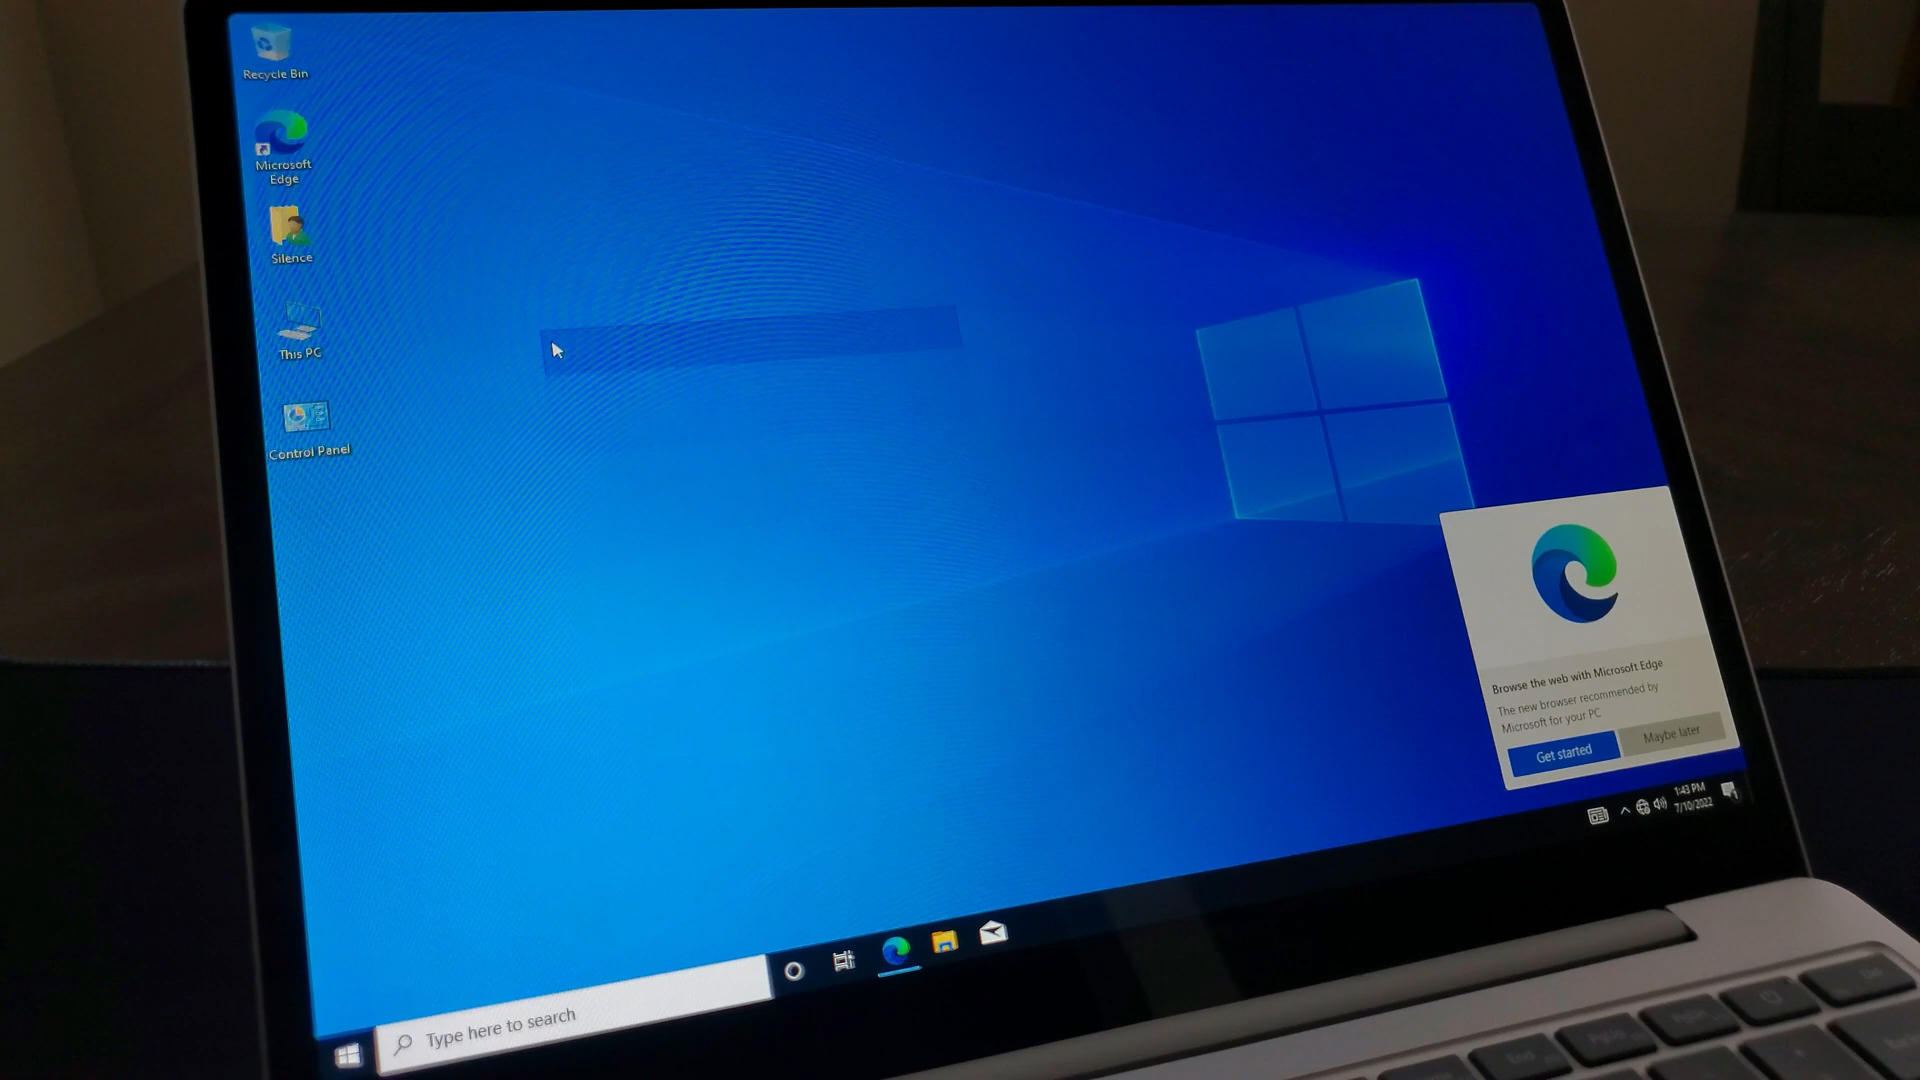 Recycle Bin
Microsoft
Edge
Silence
This PC
Control Panel
Browse the web with Microsoft Edge
The new browser recommended by
Microsoft for your PC
Get started
Maybe later
1:43 PM
7/10/2022
Type here to search
End
Del